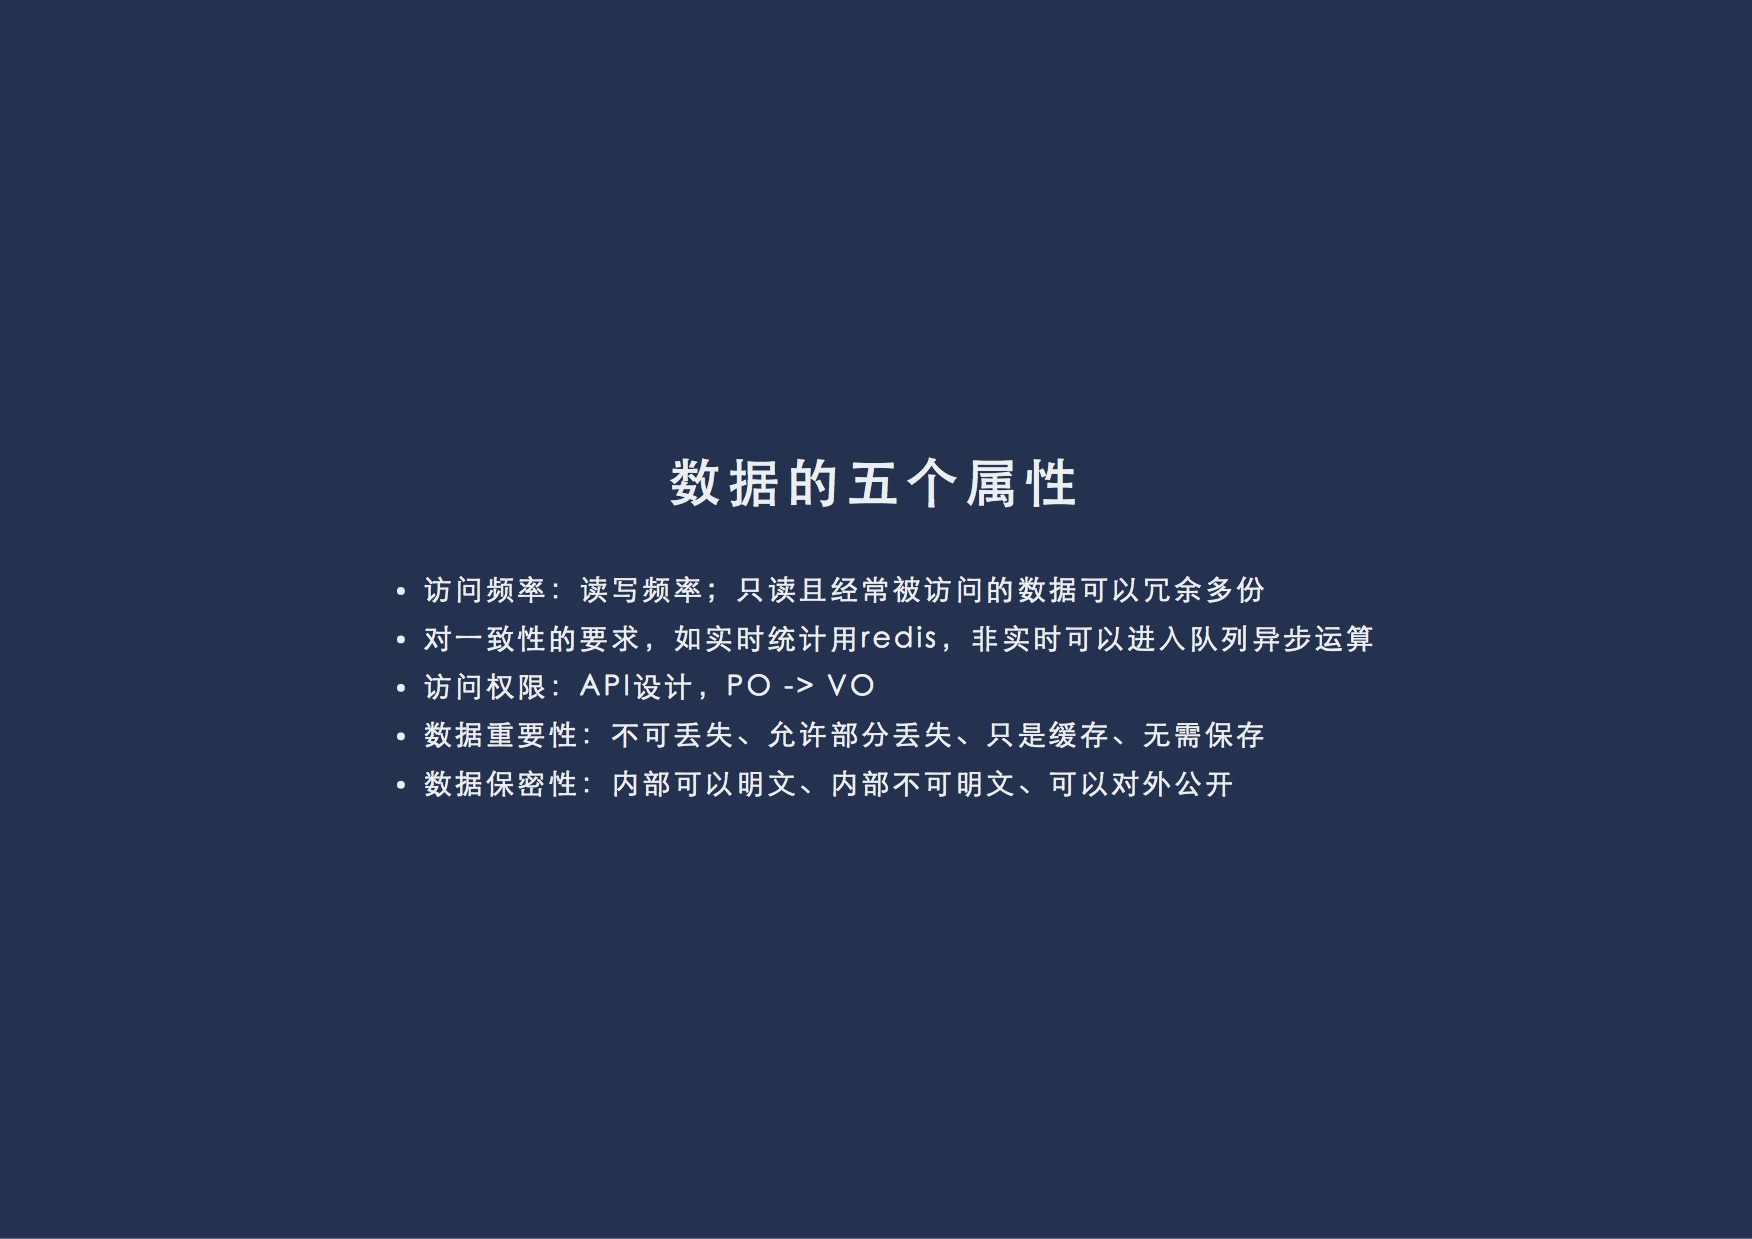 数据的五个属性
• 访问频率：读写频率；只读且经常被访问的数据可以冗余多份
• 对一致性的要求，如实时统计用redis，非实时可以进入队列异步运算
• 访问权限：API设计，PO -> VO
• 数据重要性：不可丢失、允许部分丢失、只是缓存、无需保存
• 数据保密性：内部可以明文、内部不可明文、可以对外公开